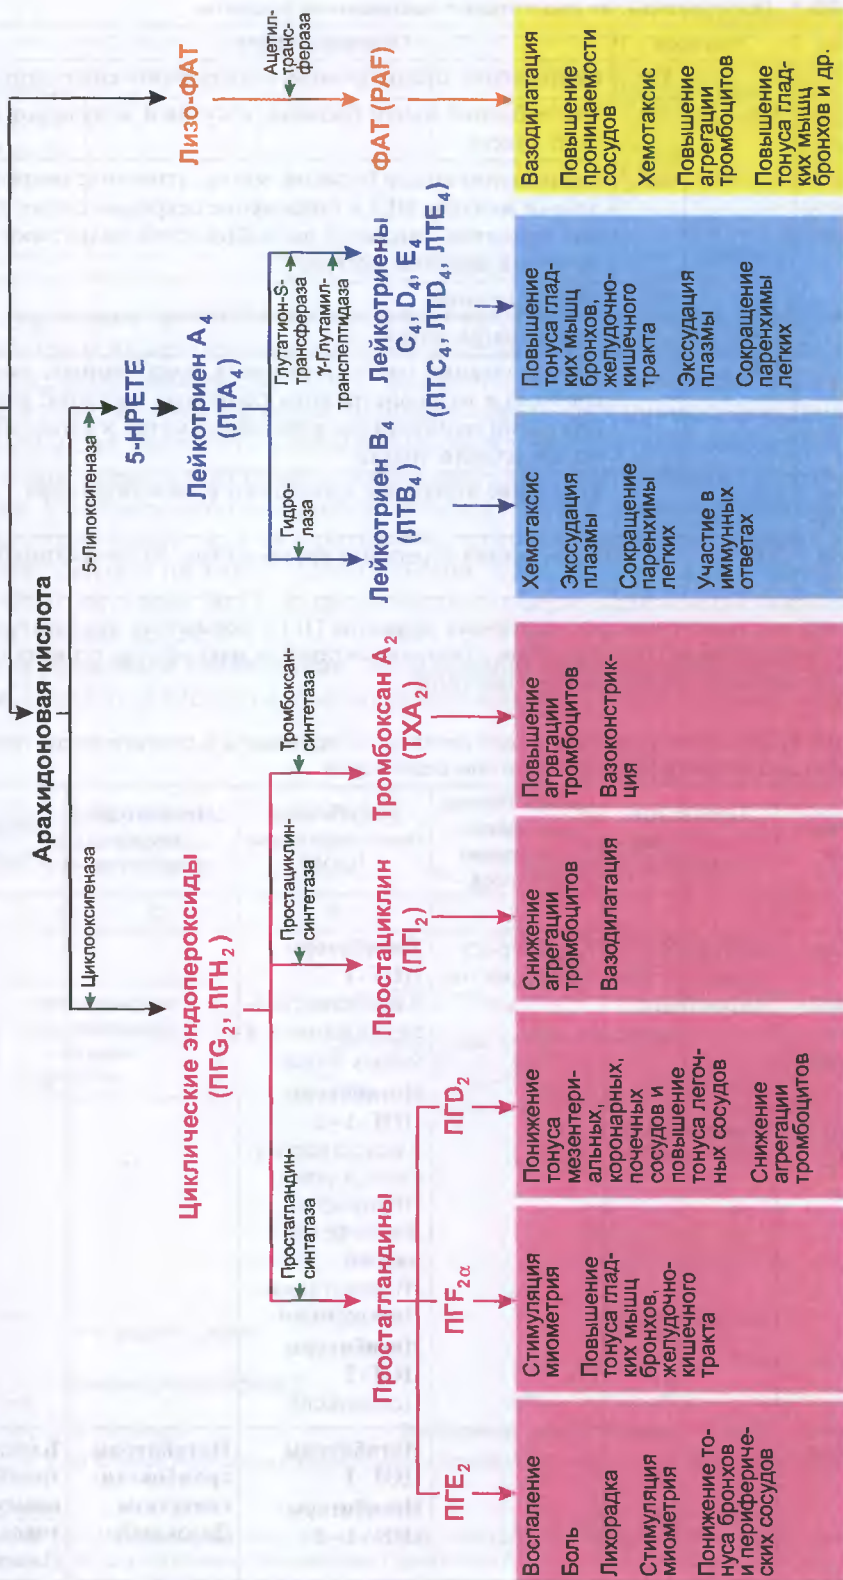 Арахидоновая кислота
Циклооксигеназа
5-Липоксигеназа
Циклические эндопероксиды
(ПГG2, ПГH2)
5-HPETE
Лейкотриен A4
(ЛТА4)
Лизо-ФАТ
Простагландин-
синтатаза
Простациклин-
синтетаза
Тромбоксан-
синтетаза
Гидро-
лаза
Глутатион-S-
трансфераза
γ-Глутамил-
транспептидаза
Ацетил-
транс-
фераза
Простагландины
Простациклин
(ПГI2)
Тромбоксан A2
(TXA2)
Лейкотриен B4
(ЛТВ4)
Лейкотриены
C4, D4, E4
(ЛТС4, ЛТD4, ЛТЕ4)
ФАТ (PAF)
ПГЕ2
ПГF2α
ПГD2
Воспаление
Боль
Лихорадка
Стимуляция
миометрия
Понижение то-
нуса бронхов
и перифериче-
ских сосудов
Стимуляция
миометрия
Повышение
тонуса глад-
ких мышц
бронхов,
желудочно-
кишечного
тракта
Понижение
тонуса
мезентери-
альных,
коронарных,
почечных
сосудов и
повышение
тонуса легоч-
ных сосудов
Снижение
агрегации
тромбоцитов
Снижение
агрегации
тромбоцитов
Вазодилатация
Повышение
агрвгации
тромбоцитов
Вазоконстрик-
ция
Хемотаксис
Экссудация
плазмы
Сокращение
паренхимы
легких
Участие в
иммунных
ответах
Повышение
тонуса глад-
ких мышц
бронхов,
желудочно-
кишечного
тракта
Экссудация
плазмы
Сокращение
паренхимы
легких
Вазодилатация
Повышение
проницаемости
сосудов
Хемотаксис
Повышение
агрегации
тромбоцитов
Повышение
тонуса глад-
ких мышц
бронхов и др.